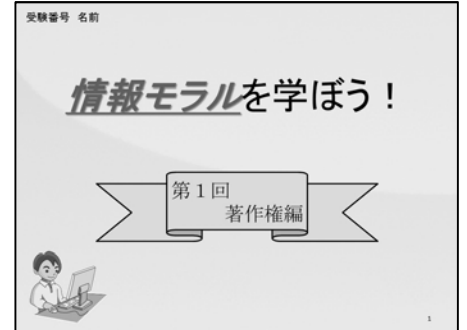 受験番号 名前
情報モラルを学ぼう！
第１回
著作権編
1